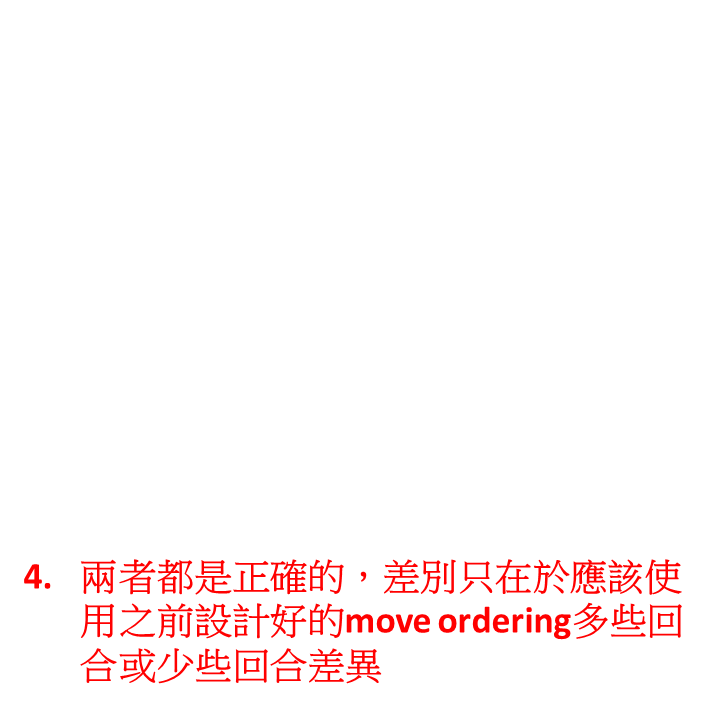 4. 兩者都是正確的，差別只在於應該使
用之前設計好的move ordering多些回
合或少些回合差異